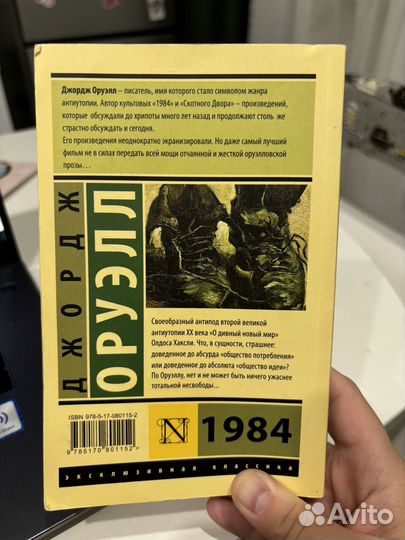 Джордж Оруэлл – писатель, имя которого стало символом жанра
антиутопии. Автор культовых «1984» и «Скотного Двора» – произведений,
которые обсуждали до хрипоты много лет назад и продолжают столь же
страстно обсуждать и сегодня.
Его произведения неоднократно экранизировали. Но даже самый лучший
фильм не в силах передать всей мощи отчаянной и жесткой оруэлловской
прозы…
ДЖОРДЖ
ОРУЭЛЛ
Своеобразный антипод второй великой
антиутопии XX века «О дивный новый мир»
Олдоса Хаксли. Что, в сущности, страшнее:
доведенное до абсурда «общество потребления»
или доведенное до абсолюта «общество идеи»?
По Оруэллу, нет и не может быть ничего ужаснее
тотальной несвободы…
ISBN 978-5-17-080115-2
9785170801152
N
1984
эксклюзивная классика
Avito